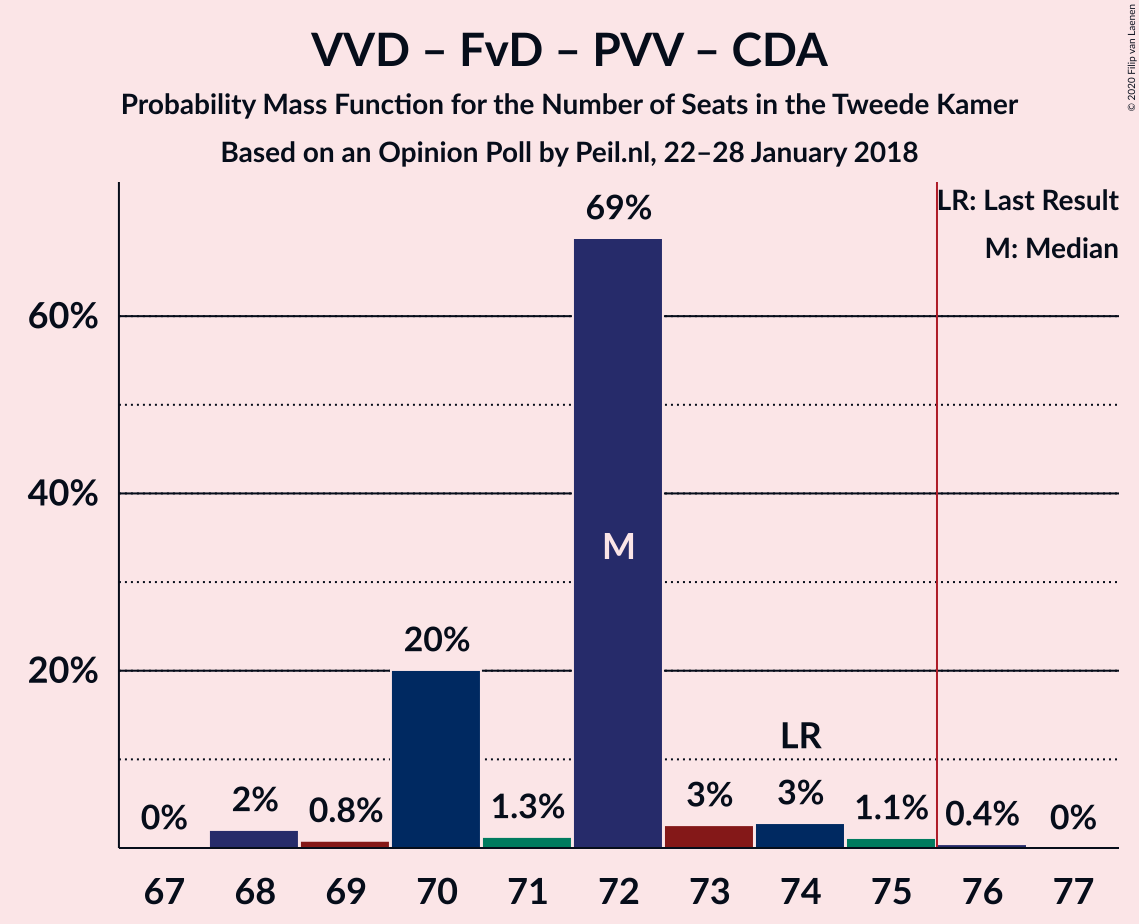 VVD – FvD – PVV – CDA
Probability Mass Function for the Number of Seats in the Tweede Kamer
Based on an Opinion Poll by Peil.nl, 22–28 January 2018
© 2020 Filip van Laenen
LR: Last Result
M: Median
60%
40%
20%
0%
2%
0.8%
20%
1.3%
69%
M
3%
LR
3%
1.1%
0.4%
0%
67 68 69 70 71 72 73 74 75 76 77